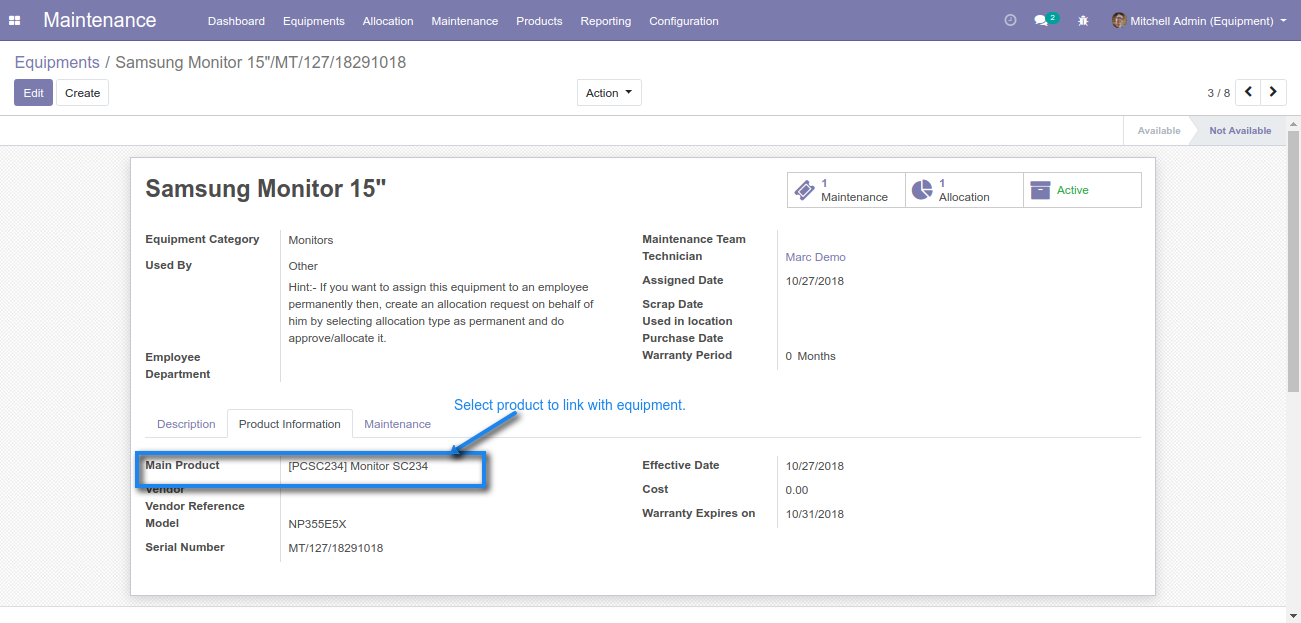 Maintenance Dashboard Equipments Allocation Maintenance Products Reporting Configuration 2 Mitchell Admin (Equipment)
Equipments / Samsung Monitor 15"/MT/127/18291018
Edit Create Action 3 / 8
Available Not Available
Samsung Monitor 15"
1 Maintenance
1 Allocation
Active
Equipment Category Monitors
Used By Other
Hint:- If you want to assign this equipment to an employee
permanently then, create an allocation request on behalf of
him by selecting allocation type as permanent and do
approve/allocate it.
Employee
Department
Maintenance Team
Technician Marc Demo
Assigned Date 10/27/2018
Scrap Date
Used in location
Purchase Date
Warranty Period 0 Months
Select product to link with equipment.
Description Product Information Maintenance
Main Product [PCSC234] Monitor SC234
Vendor
Vendor Reference
Model NP355E5X
Serial Number MT/127/18291018
Effective Date 10/27/2018
Cost 0.00
Warranty Expires on 10/31/2018